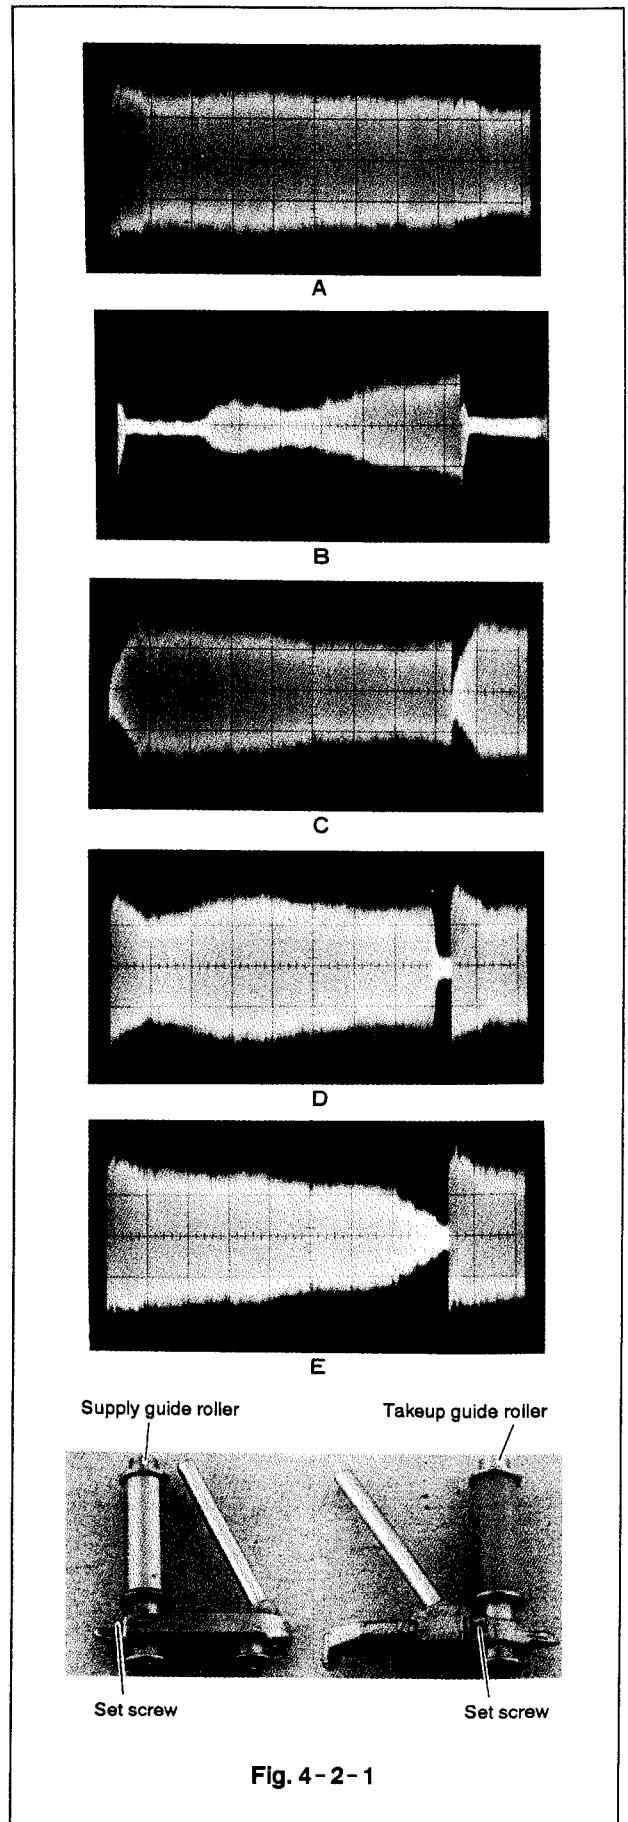 A
B
C
D
E
Supply guide roller
Takeup guide roller
Set screw
Set screw
Fig. 4-2-1